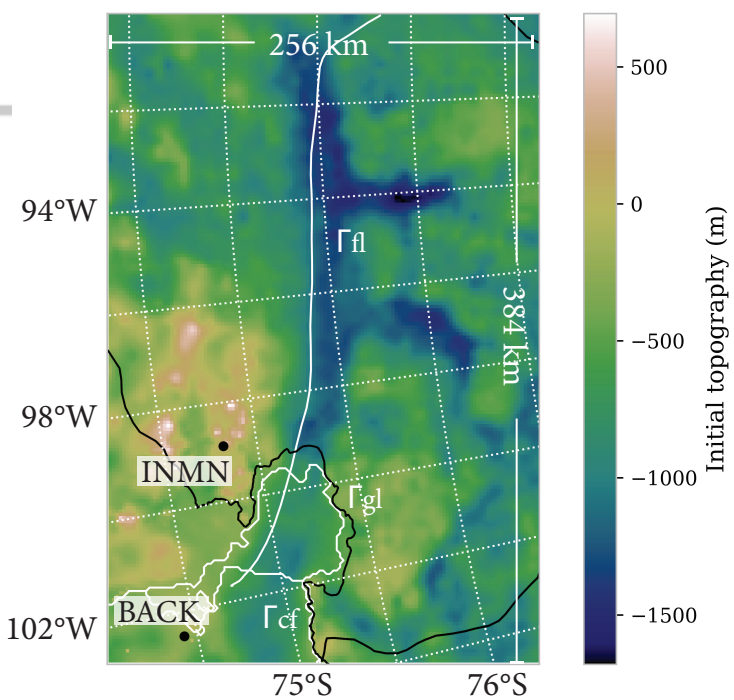 256 km
94°W
Γfl
384 km
98°W
INMN
Γgl
BACK
Γcf
102°W
75°S
76°S
500
0
−500
−1000
−1500
Initial topography (m)